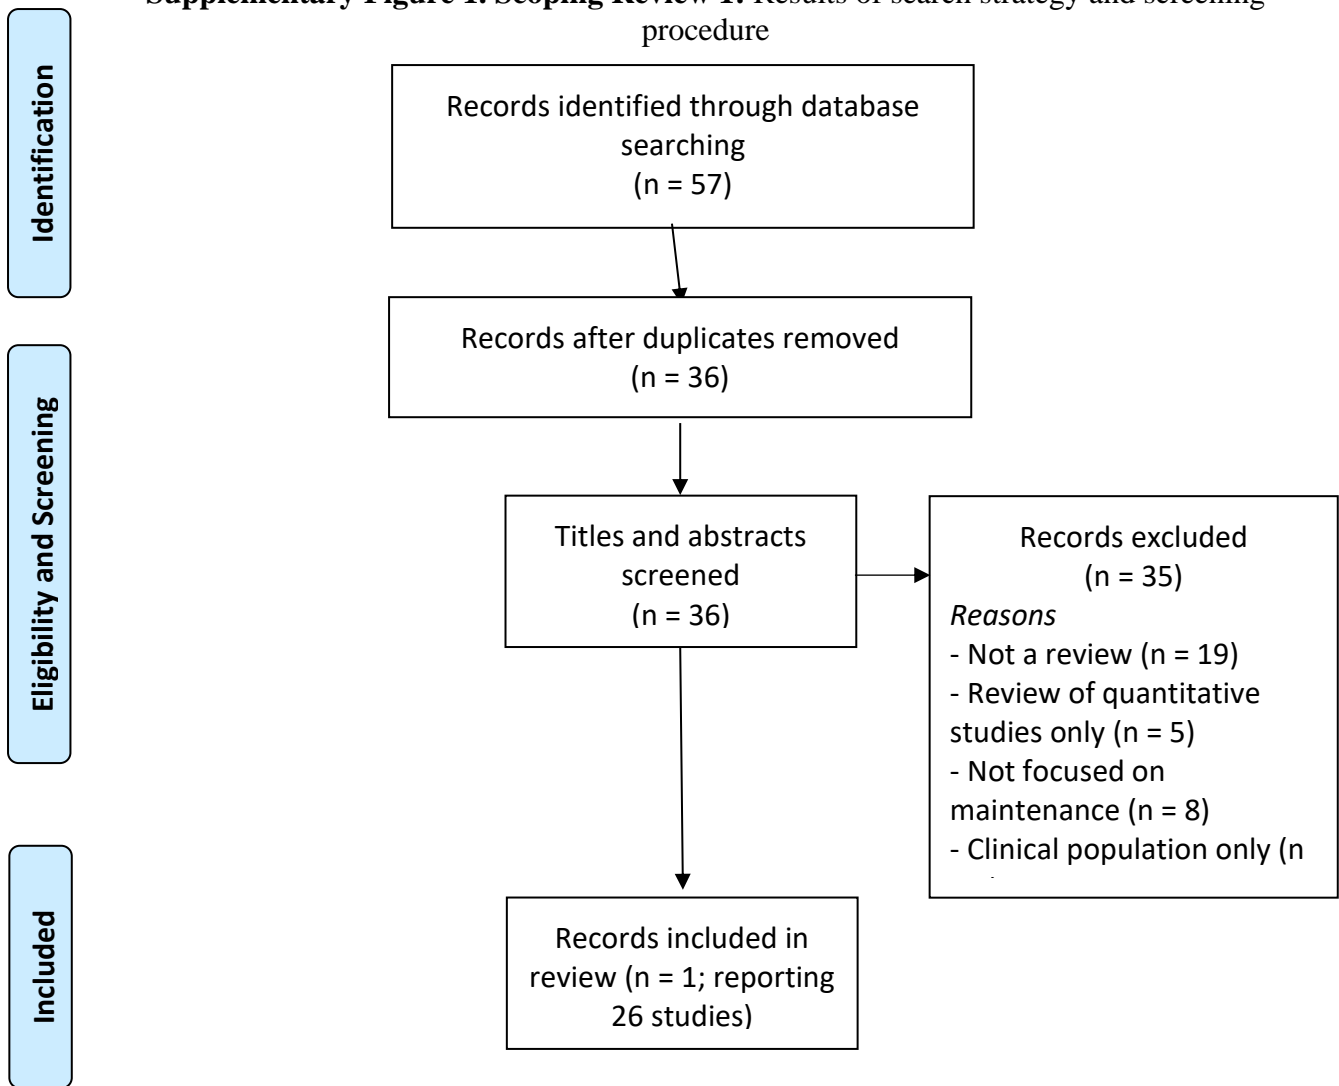 Supplementary Figure 1. Scoping Review 1. Results of search strategy and screening
procedure
Identification
Records identified through database
searching
(n = 57)
Records after duplicates removed
(n = 36)
Eligibility and Screening
Titles and abstracts
screened
(n = 36)
Records excluded
(n = 35)
Reasons
- Not a review (n = 19)
- Review of quantitative
studies only (n = 5)
- Not focused on
maintenance (n = 8)
- Clinical population only (n
Included
Records included in
review (n = 1; reporting
26 studies)